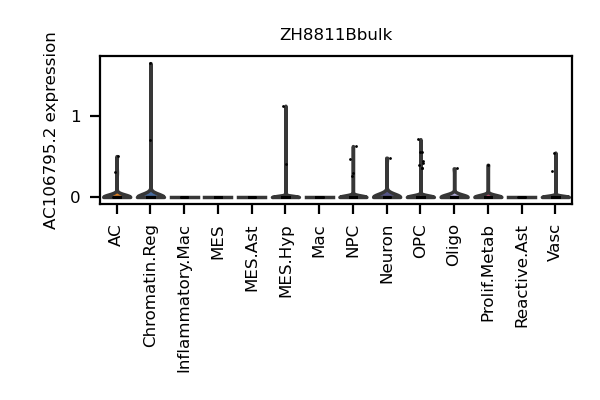 ZH8811Bbulk
AC106795.2 expression
1
0
AC
Chromatin.Reg
Inflammatory.Mac
MES
MES.Ast
MES.Hyp
Mac
NPC
Neuron
OPC
Oligo
Prolif.Metab
Reactive.Ast
Vasc